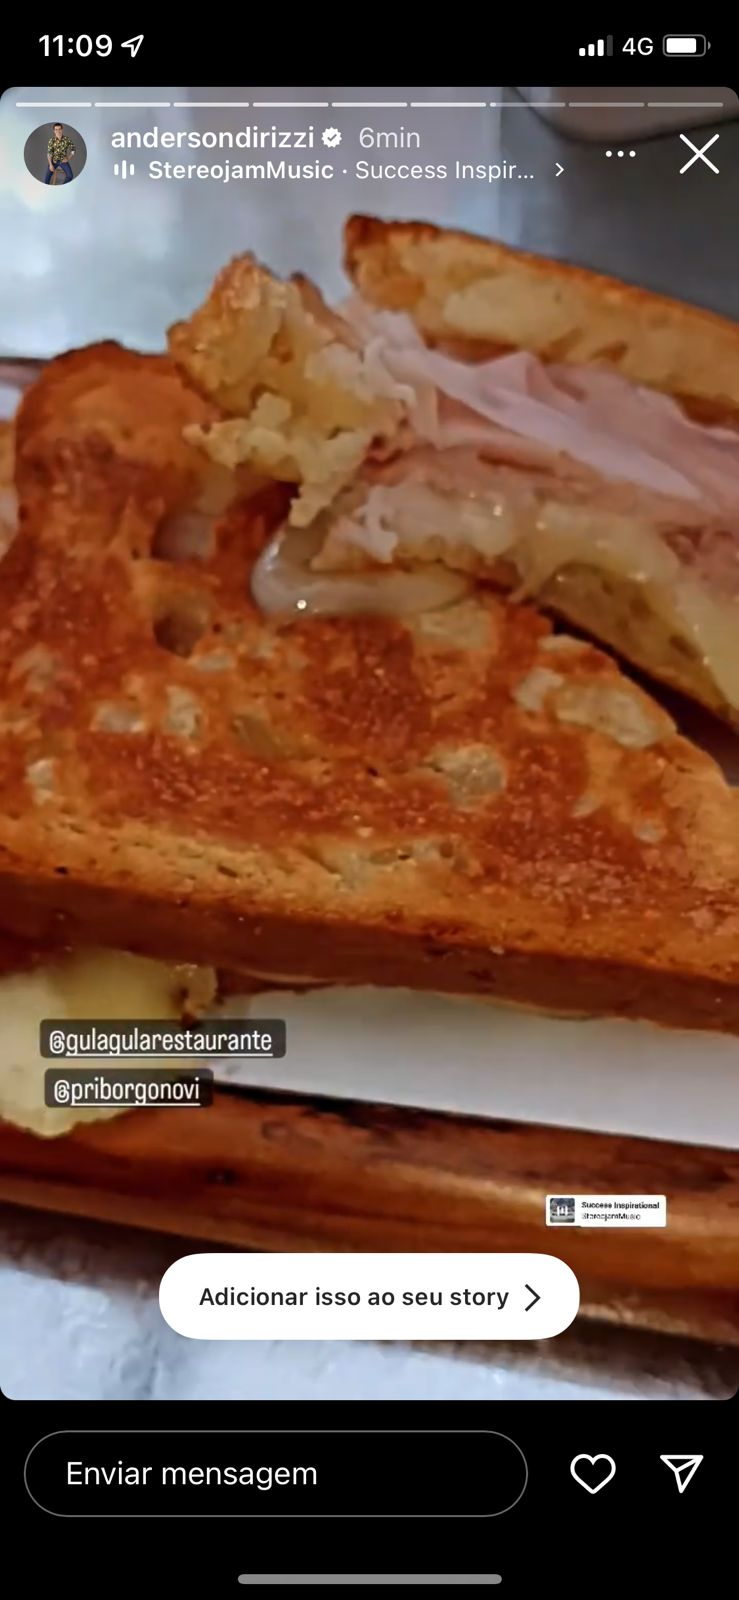 11:09
4G
andersondirizzi 6min
StereojamMusic · Success Inspir...
@gulagularestaurante
@priborgonovi
Success Inspirational
StereojamMusic
Adicionar isso ao seu story
Enviar mensagem